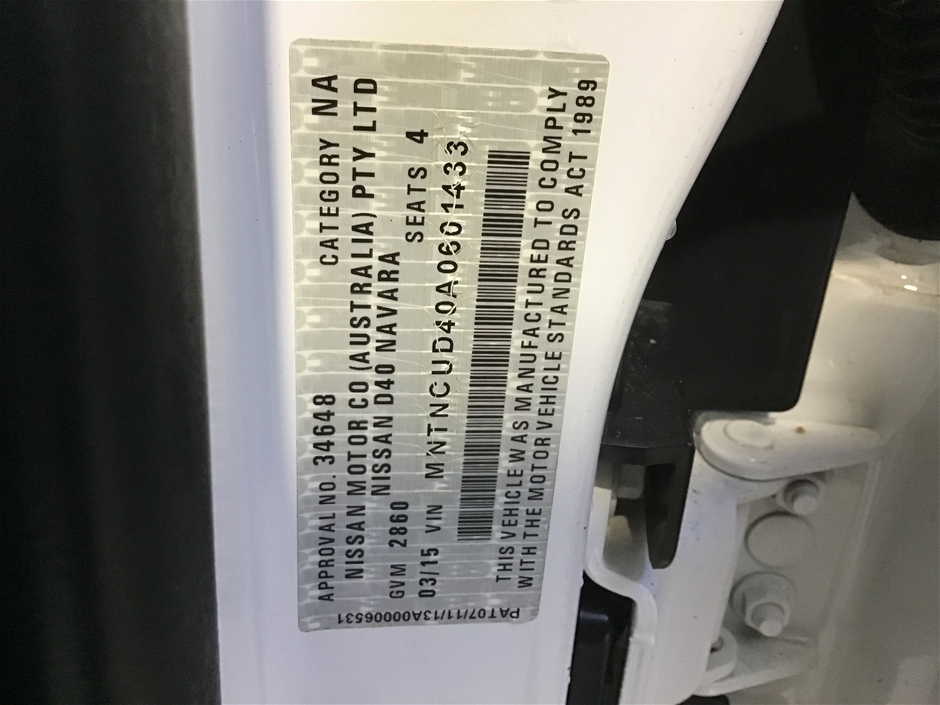 APPROVAL NO. 34648 CATEGORY NA
NISSAN MOTOR CO (AUSTRALIA) PTY LTD
NISSAN D40 NAVARA
GVM 2860 SEATS 4
03/15 VIN MNTNCUD40A0601433
THIS VEHICLE WAS MANUFACTURED TO COMPLY
WITH THE MOTOR VEHICLE STANDARDS ACT 1989
PAT07/11/13A00006531